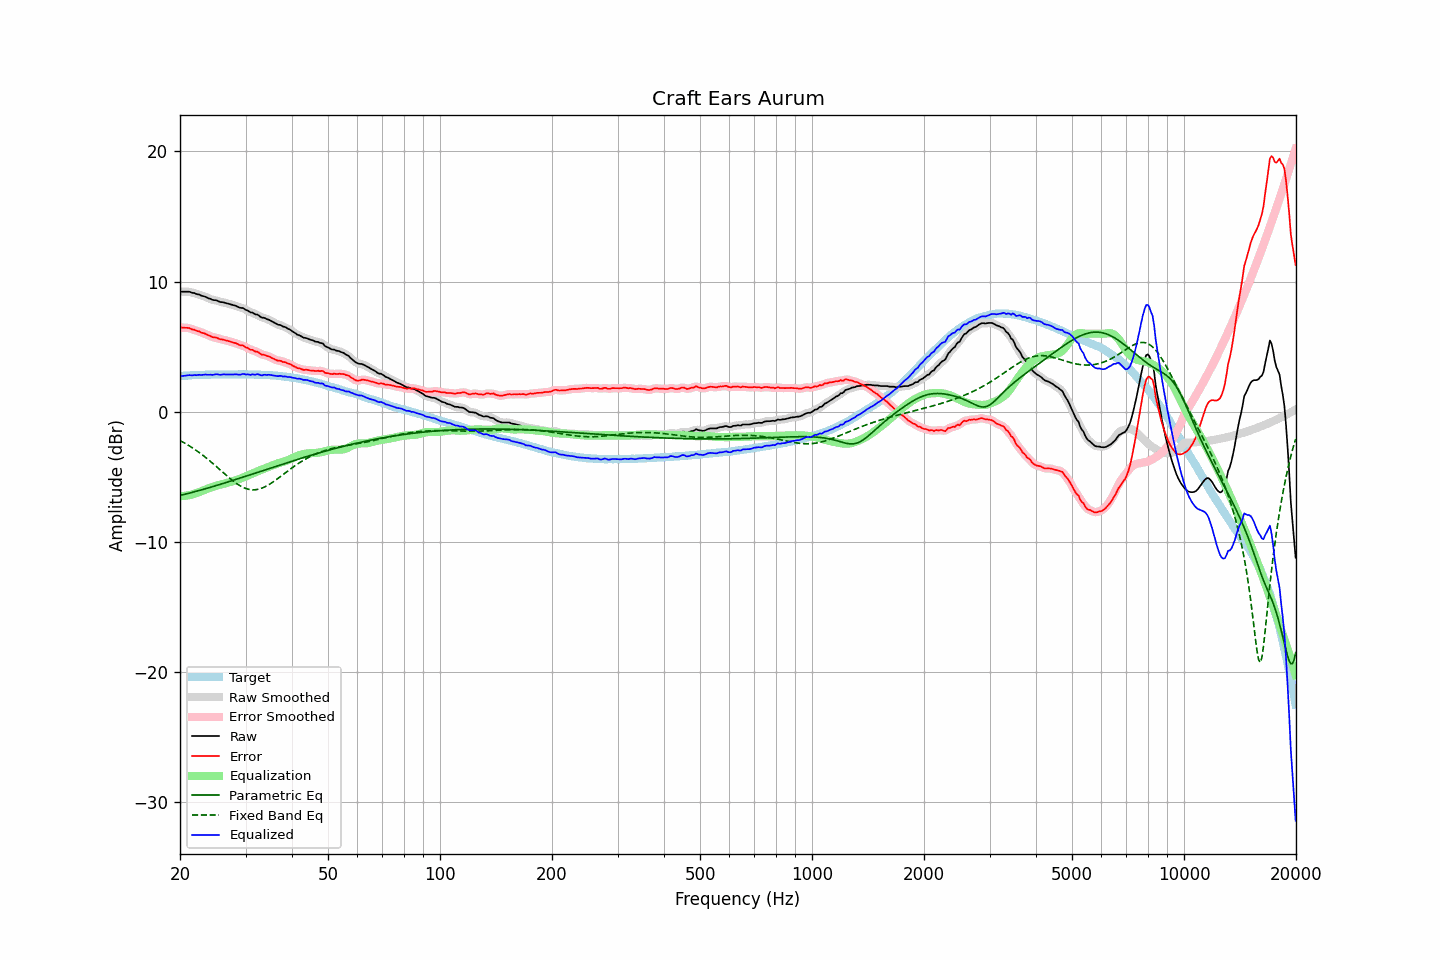 Craft Ears Aurum
Amplitude (dBr)
20
10
0
−10
−20
−30
Target
Raw Smoothed
Error Smoothed
Raw
Error
Equalization
Parametric Eq
Fixed Band Eq
Equalized
20 50 100 200 500 1000 2000 5000 10000 20000
Frequency (Hz)